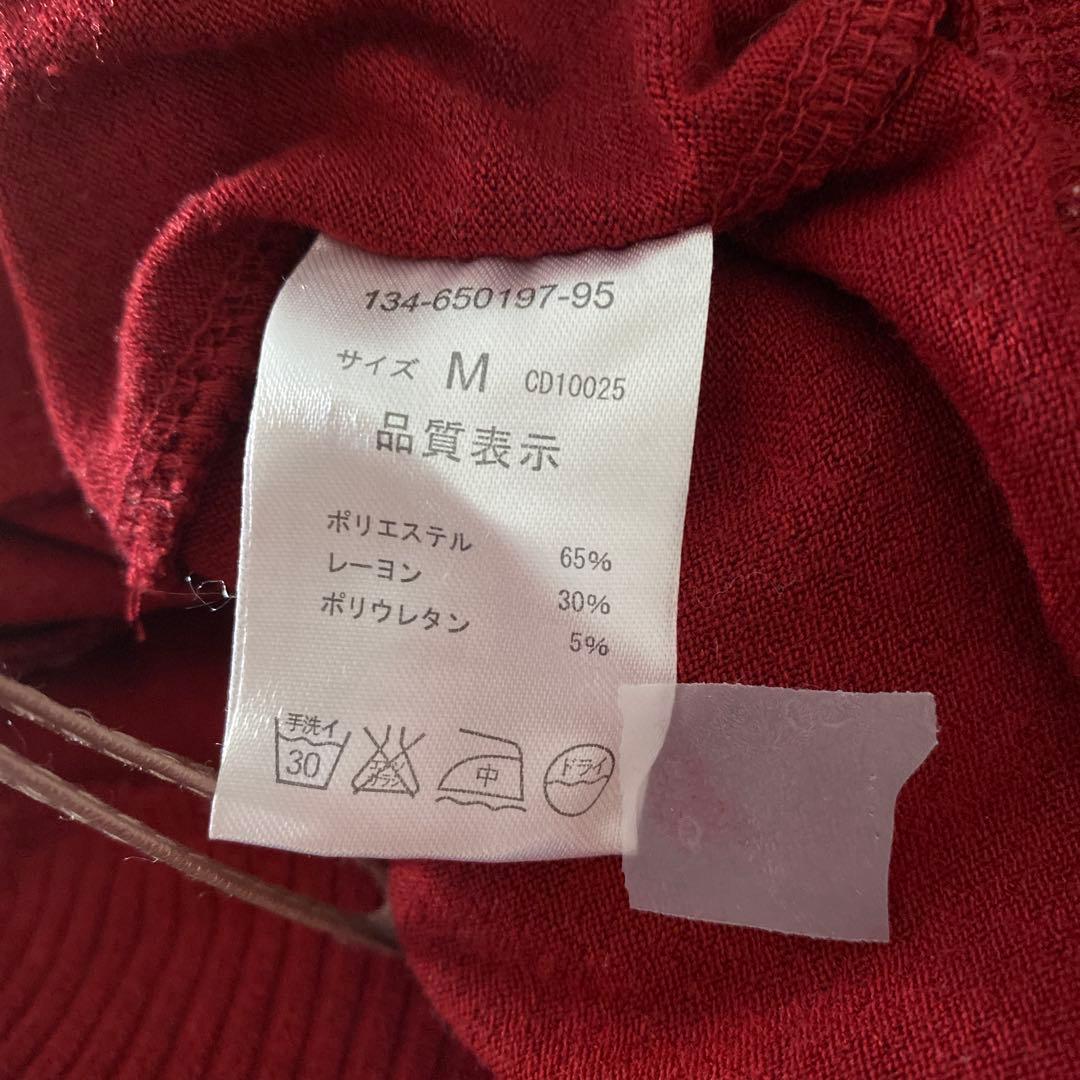 134-650197-95
サイズ M CD10025
品質表示
ポリエステル 65%
レーヨン 30%
ポリウレタン 5%
手洗イ 中 ドライ
30